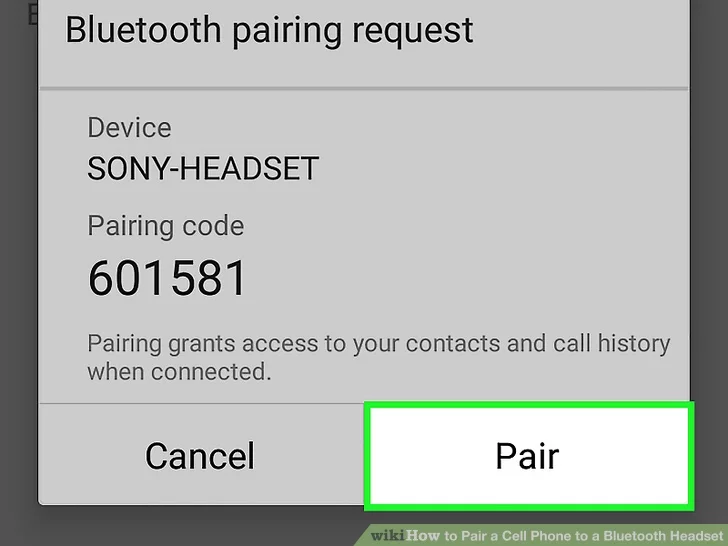 Bluetooth pairing request
Device
SONY-HEADSET
Pairing code
601581
Pairing grants access to your contacts and call history
when connected.
Cancel
Pair
wikiHow to Pair a Cell Phone to a Bluetooth Headset